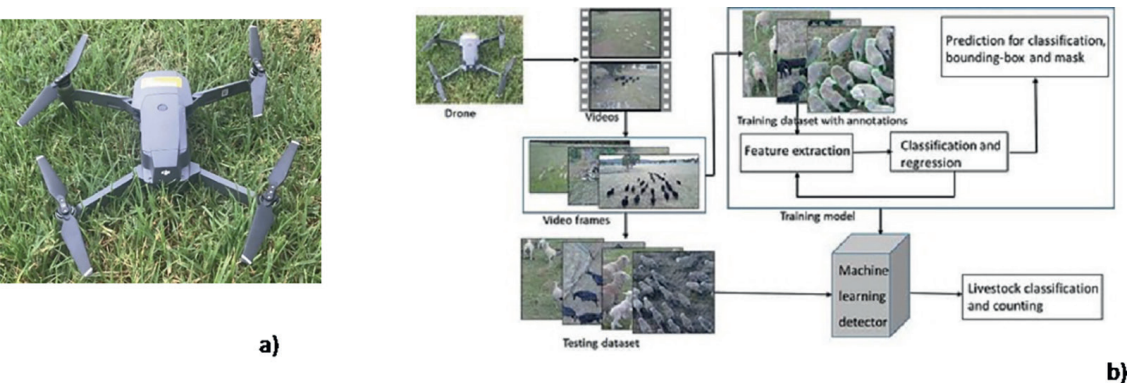 Drone
Videos
Video frames
Testing dataset
Training dataset with annotations
Feature extraction
Classification and
regression
Prediction for classification,
bounding-box and mask
Training model
Machine
learning
detector
Livestock classification
and counting
a)
b)